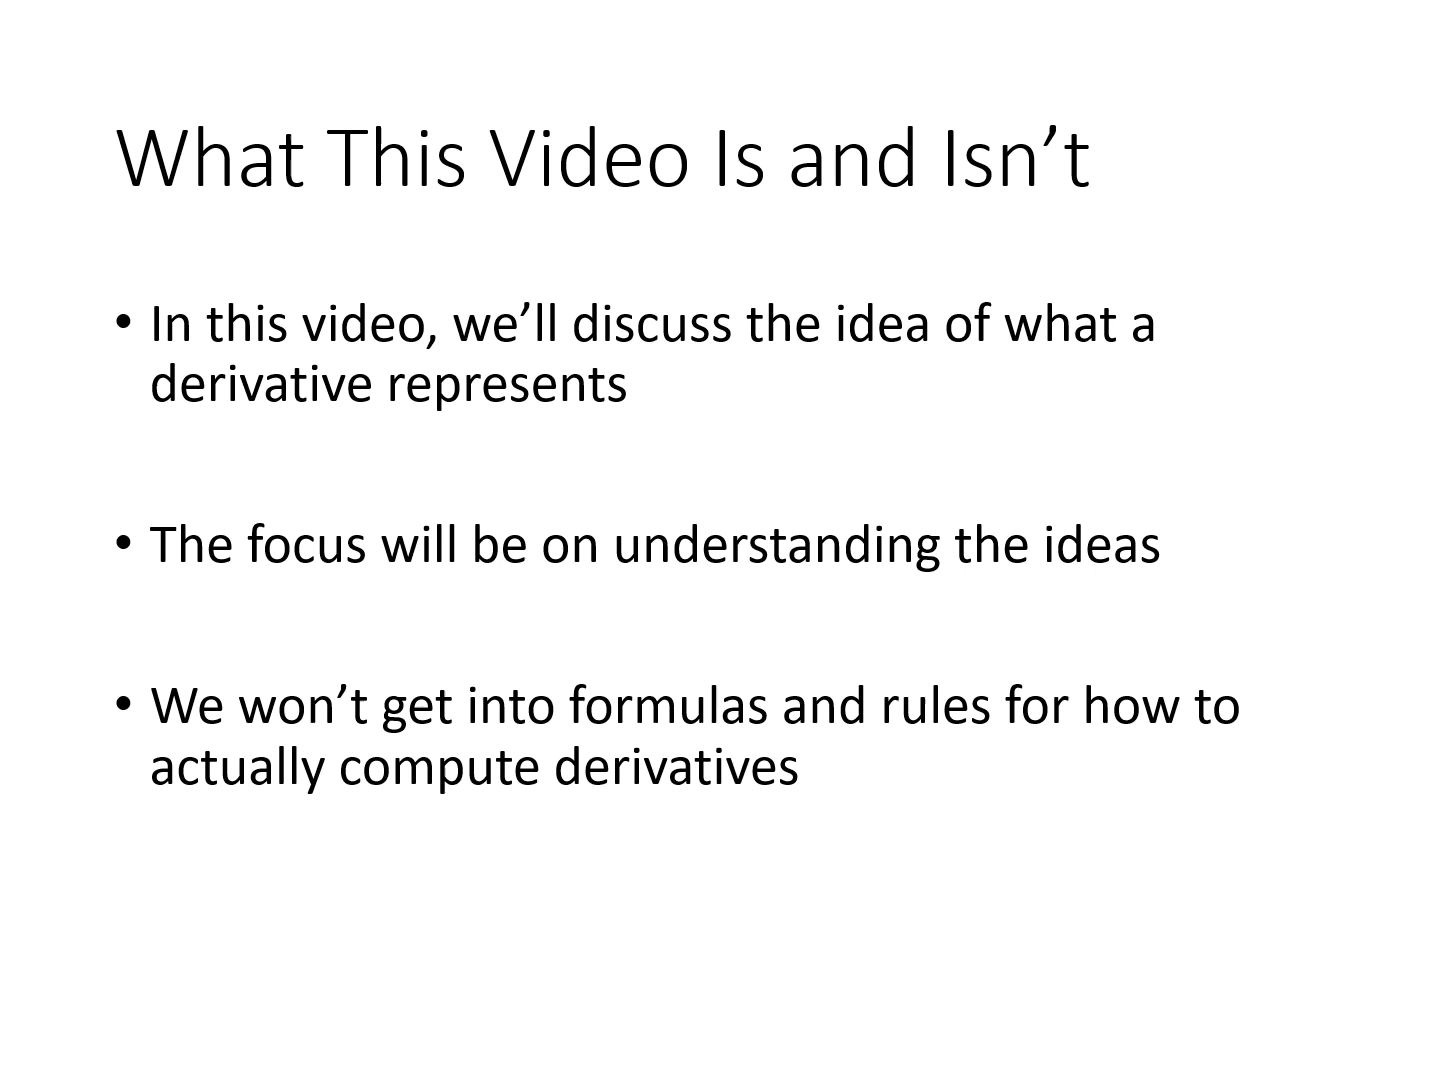 What This Video Is and Isn’t
• In this video, we’ll discuss the idea of what a
derivative represents
• The focus will be on understanding the ideas
• We won’t get into formulas and rules for how to
actually compute derivatives